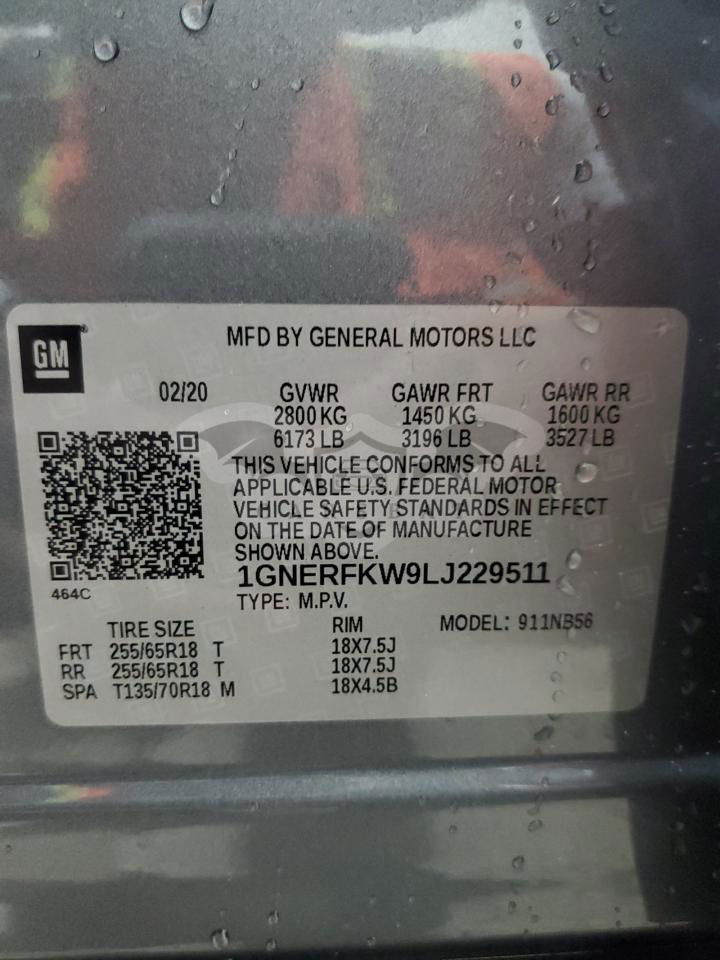 GM
MFD BY GENERAL MOTORS LLC
02/20 GVWR GAWR FRT GAWR RR
2800 KG 1450 KG 1600 KG
6173 LB 3196 LB 3527 LB
THIS VEHICLE CONFORMS TO ALL
APPLICABLE U.S. FEDERAL MOTOR
VEHICLE SAFETY STANDARDS IN EFFECT
ON THE DATE OF MANUFACTURE
SHOWN ABOVE.
1GNERFKW9LJ229511
464C
TYPE: M.P.V.
TIRE SIZE RIM MODEL: 911NB56
FRT 255/65R18 T 18X7.5J
RR 255/65R18 T 18X7.5J
SPA T135/70R18 M 18X4.5B